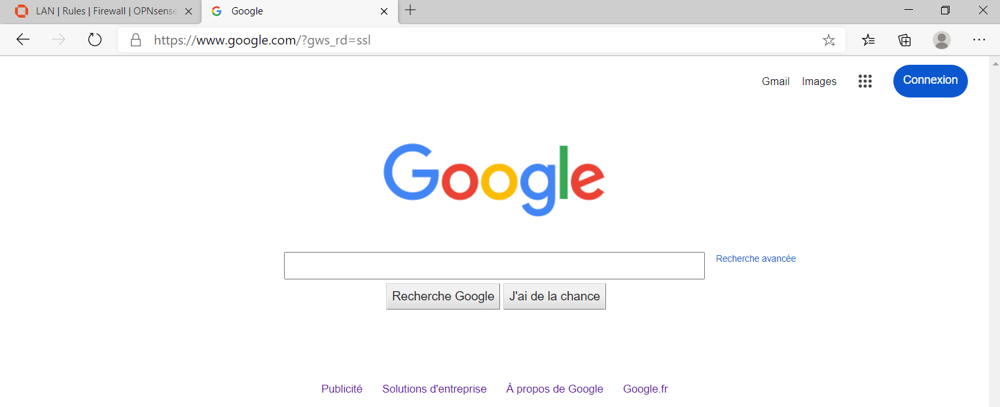 LAN | Rules | Firewall | OPNsense
Google
https://www.google.com/?gws_rd=ssl
Gmail Images Connexion
Google
Recherche avancée
Recherche Google J'ai de la chance
Publicité Solutions d'entreprise À propos de Google Google.fr